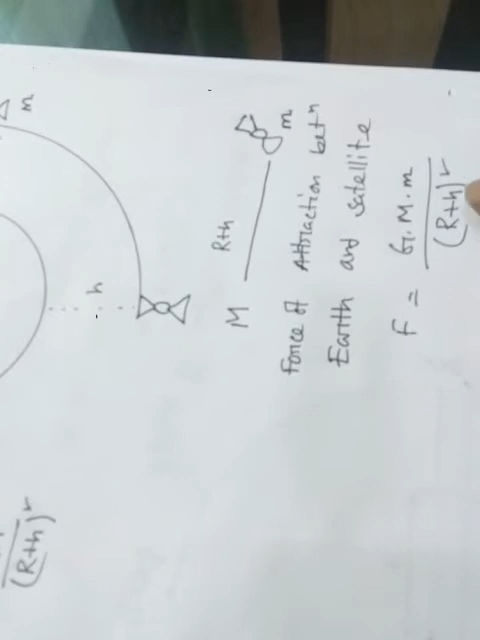 (R+h)²
m
h
R+h
M
m
Force of Attraction betⁿ
Earth and satellite
F = G.M.m
(R+h)²